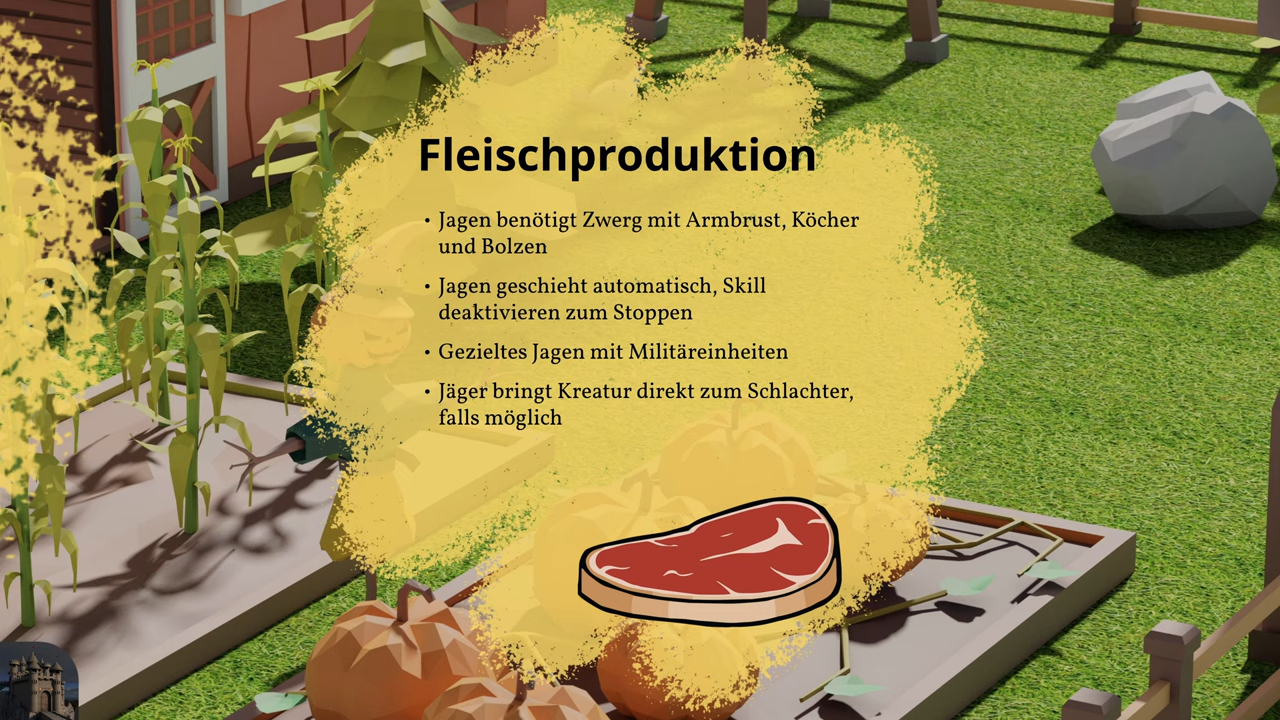 Fleischproduktion
• Jagen benötigt Zwerg mit Armbrust, Köcher
und Bolzen
• Jagen geschieht automatisch, Skill
deaktivieren zum Stoppen
• Gezieltes Jagen mit Militäreinheiten
• Jäger bringt Kreatur direkt zum Schlachter,
falls möglich